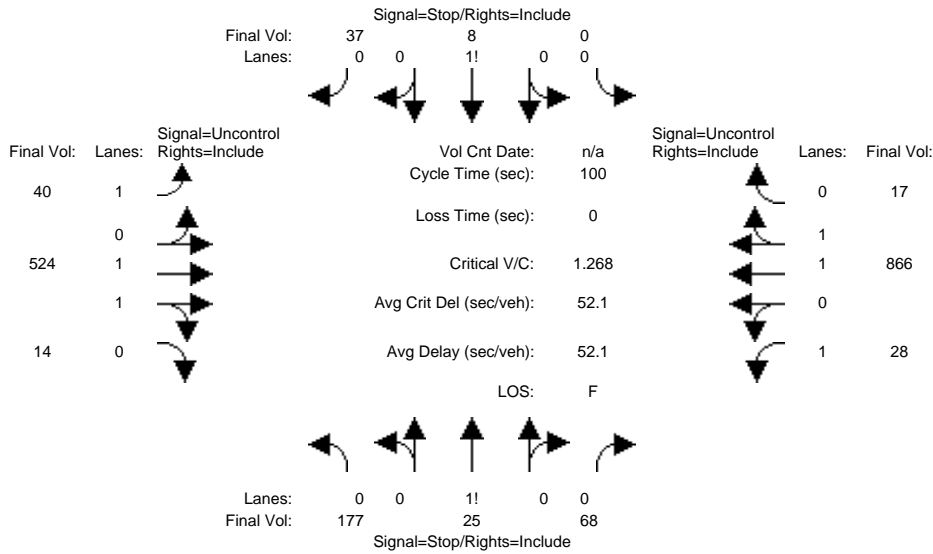 Signal=Stop/Rights=Include
Final Vol: 37 8 0
Lanes: 0 0 1! 0 0
Signal=Uncontrol Signal=Uncontrol
Final Vol: Lanes: Rights=Include Vol Cnt Date: n/a Rights=Include Lanes: Final Vol:
Cycle Time (sec): 100
40 1 0 17
Loss Time (sec): 0
0 1
524 1 Critical V/C: 1.268 1 866
1 Avg Crit Del (sec/veh): 52.1 0
14 0 Avg Delay (sec/veh): 52.1 1 28
LOS: F
Lanes: 0 0 1! 0 0
Final Vol: 177 25 68
Signal=Stop/Rights=Include